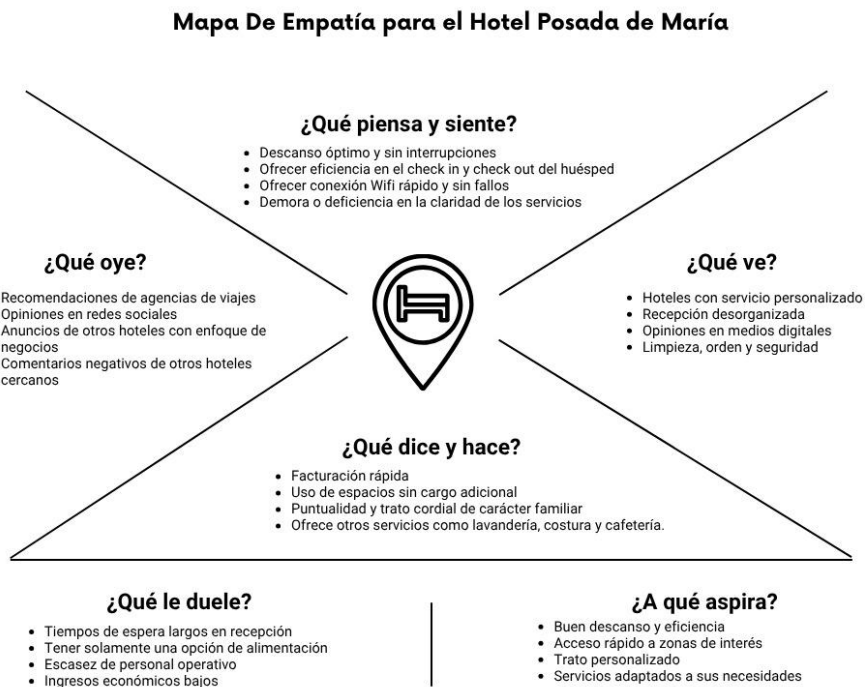 Mapa De Empatía para el Hotel Posada de María
¿Qué piensa y siente?
• Descanso óptimo y sin interrupciones
• Ofrecer eficiencia en el check in y check out del huésped
• Ofrecer conexión Wifi rápido y sin fallos
• Demora o deficiencia en la claridad de los servicios
¿Qué oye?
Recomendaciones de agencias de viajes
Opiniones en redes sociales
Anuncios de otros hoteles con enfoque de
negocios
Comentarios negativos de otros hoteles
cercanos
¿Qué ve?
• Hoteles con servicio personalizado
• Recepción desorganizada
• Opiniones en medios digitales
• Limpieza, orden y seguridad
¿Qué dice y hace?
• Facturación rápida
• Uso de espacios sin cargo adicional
• Puntualidad y trato cordial de carácter familiar
• Ofrece otros servicios como lavandería, costura y cafetería.
¿Qué le duele?
• Tiempos de espera largos en recepción
• Tener solamente una opción de alimentación
• Escasez de personal operativo
• Ingresos económicos bajos
¿A qué aspira?
• Buen descanso y eficiencia
• Acceso rápido a zonas de interés
• Trato personalizado
• Servicios adaptados a sus necesidades